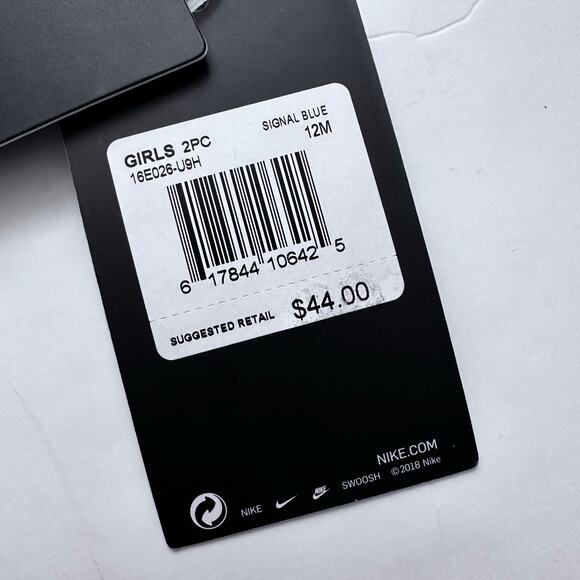 GIRLS 2PC SIGNAL BLUE
16E026-U9H 12M
6 17844 10642 5
SUGGESTED RETAIL $44.00
NIKE.COM
NIKE SWOOSH ©2018 Nike